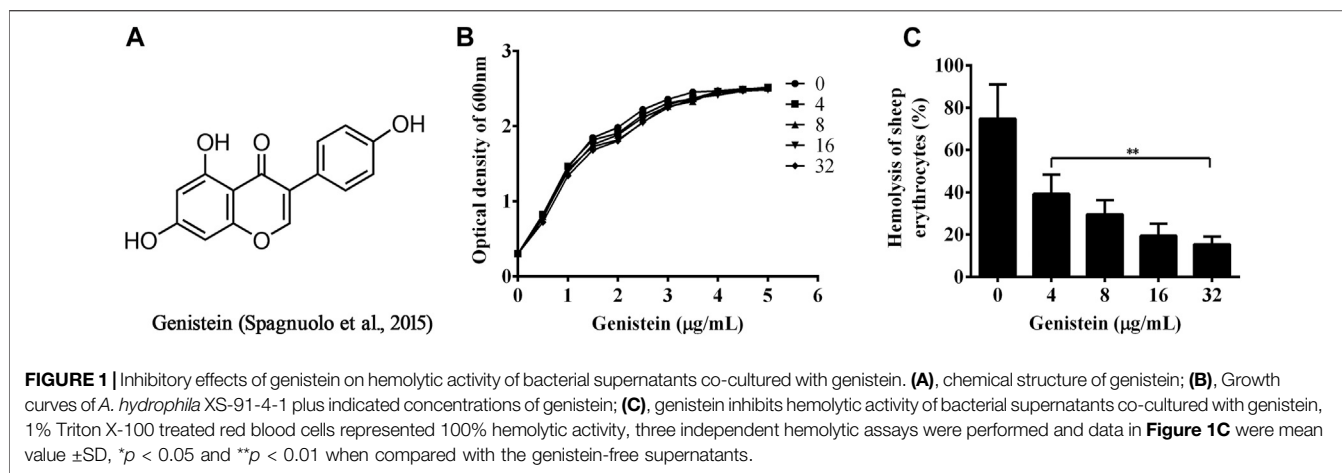 A
OH
O
OH
HO
O
Genistein (Spagnuolo et al., 2015)
B
3
2
1
0
Optical density of 600nm
0
4
8
16
32
0 1 2 3 4 5 6
Genistein (μg/mL)
C
100
80
60
40
20
0
Hemolysis of sheep
erythrocytes (%)
**
0 4 8 16 32
Genistein (μg/mL)
FIGURE 1 | Inhibitory effects of genistein on hemolytic activity of bacterial supernatants co-cultured with genistein. (A), chemical structure of genistein; (B), Growth
curves of A. hydrophila XS-91-4-1 plus indicated concentrations of genistein; (C), genistein inhibits hemolytic activity of bacterial supernatants co-cultured with genistein,
1% Triton X-100 treated red blood cells represented 100% hemolytic activity, three independent hemolytic assays were performed and data in Figure 1C were mean
value ±SD, *p < 0.05 and **p < 0.01 when compared with the genistein-free supernatants.